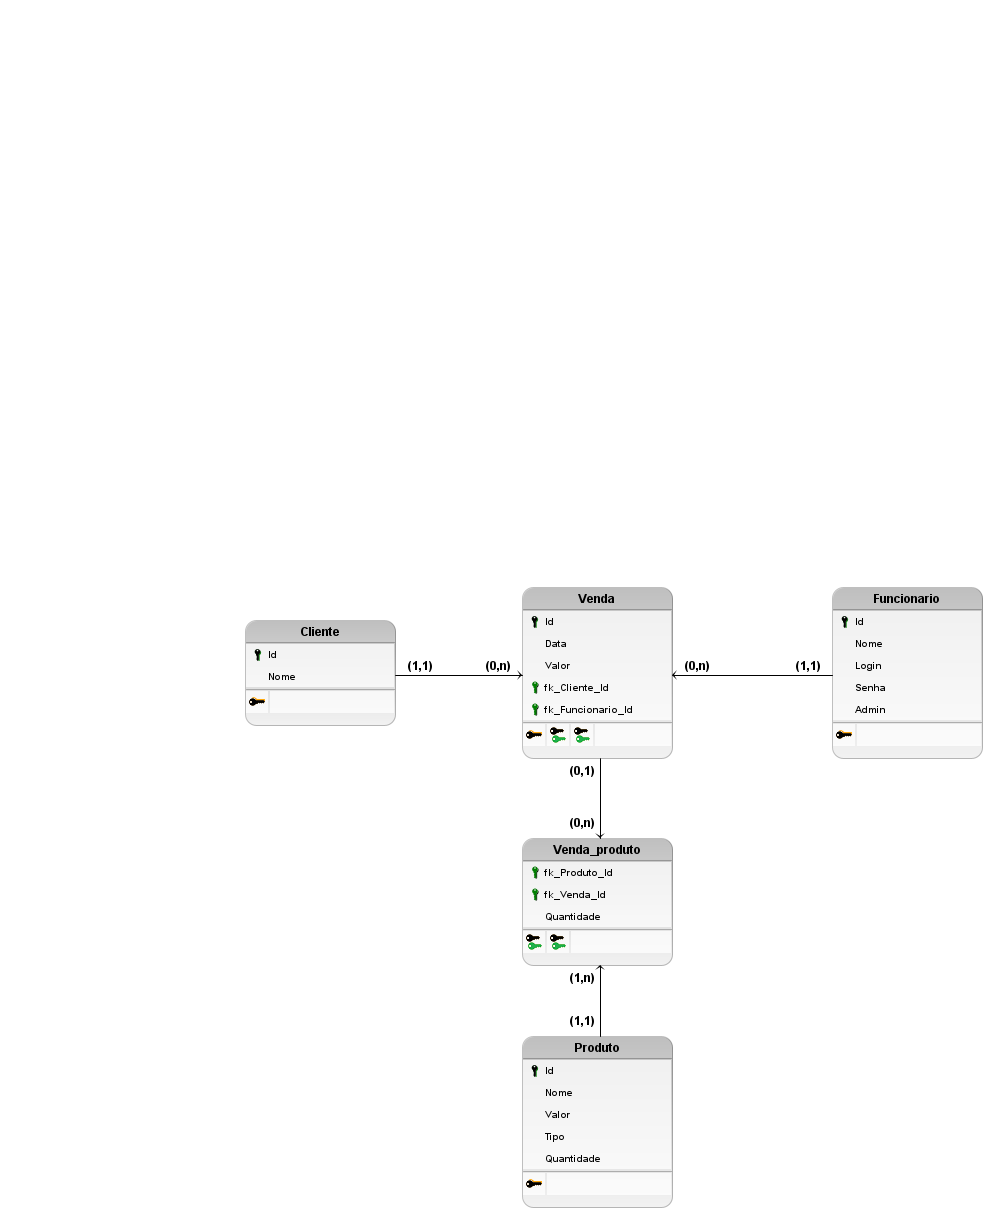 Cliente
Id
Nome
(1,1)
(0,n)
Venda
Id
Data
Valor
fk_Cliente_Id
fk_Funcionario_Id
(0,n)
(1,1)
Funcionario
Id
Nome
Login
Senha
Admin
(0,1)
(0,n)
Venda_produto
fk_Produto_Id
fk_Venda_Id
Quantidade
(1,n)
(1,1)
Produto
Id
Nome
Valor
Tipo
Quantidade